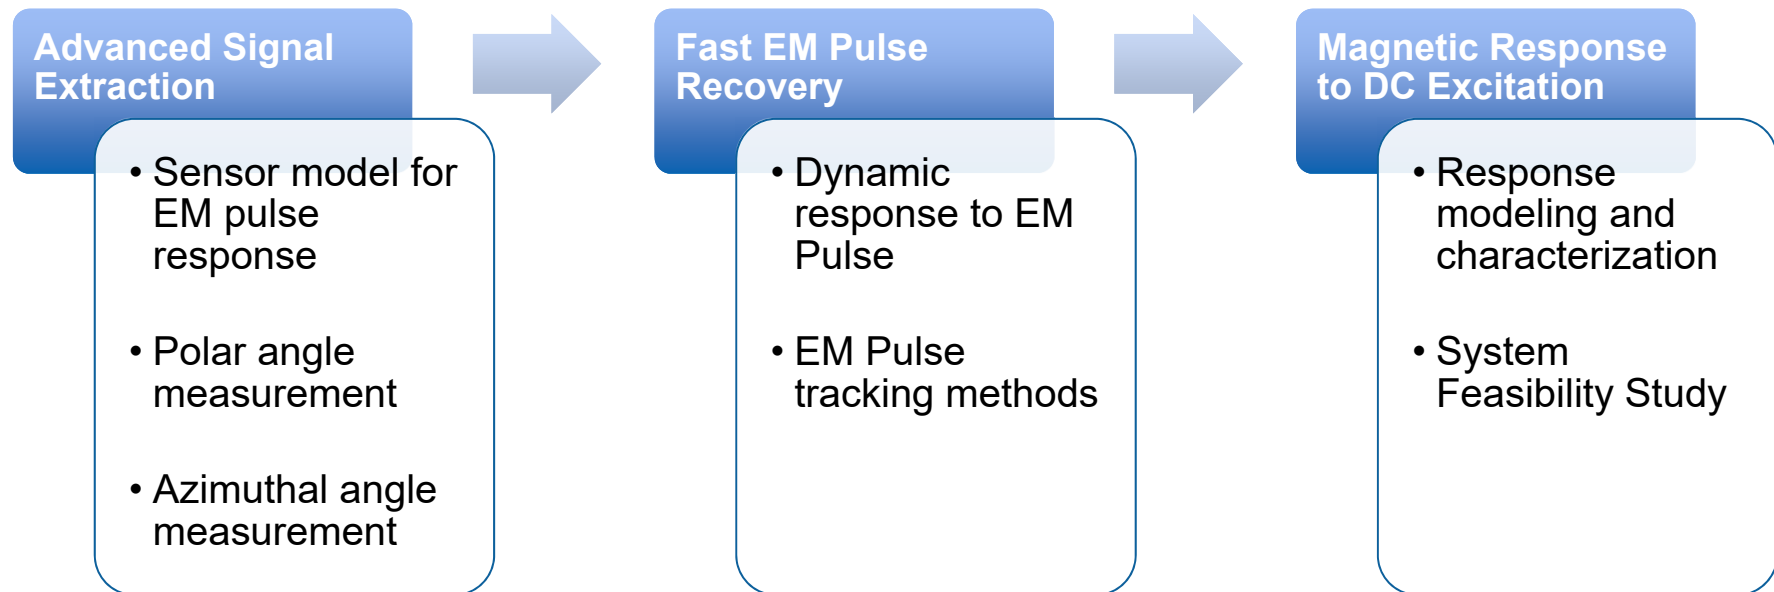 Advanced Signal
Extraction
• Sensor model for
EM pulse
response
• Polar angle
measurement
• Azimuthal angle
measurement
Fast EM Pulse
Recovery
• Dynamic
response to EM
Pulse
• EM Pulse
tracking methods
Magnetic Response
to DC Excitation
• Response
modeling and
characterization
• System
Feasibility Study